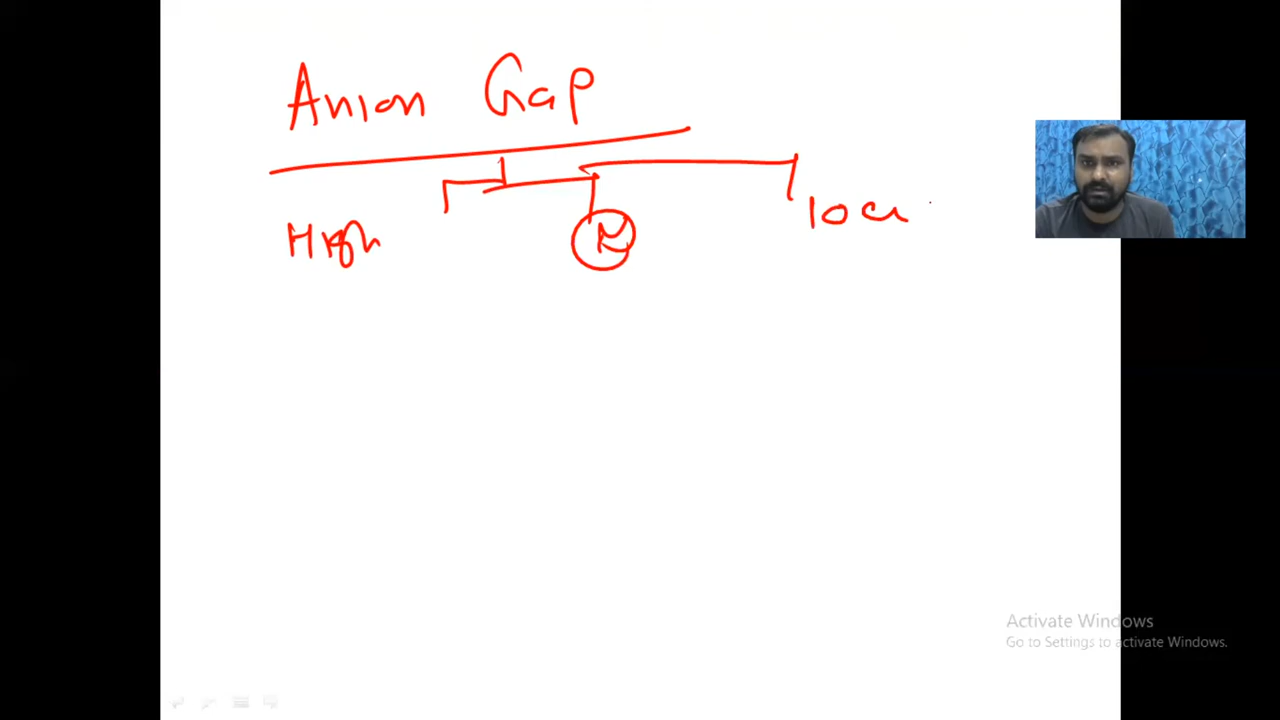 Anion Gap
High N low
Activate Windows
Go to Settings to activate Windows.